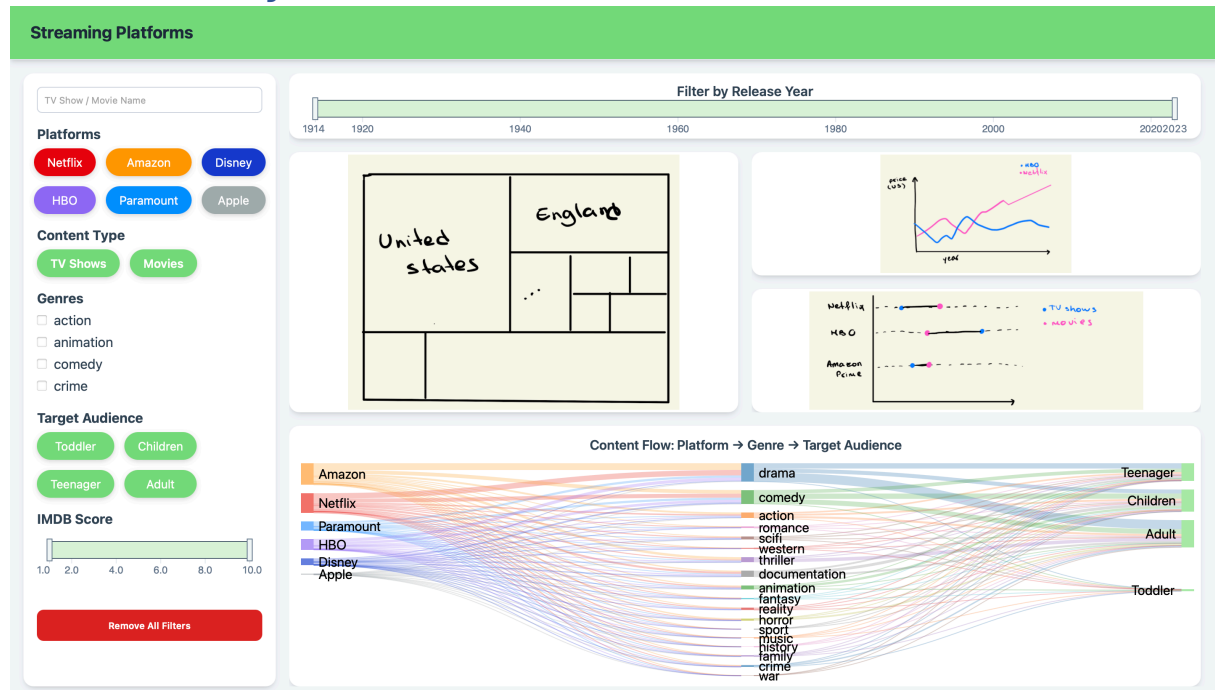 Streaming Platforms
TV Show / Movie Name
Platforms
Netflix Amazon Disney
HBO Paramount Apple
Content Type
TV Shows Movies
Genres
action
animation
comedy
crime
Target Audience
Toddler Children
Teenager Adult
IMDB Score
1.0 2.0 4.0 6.0 8.0 10.0
Remove All Filters
Filter by Release Year
1914 1920 1940 1960 1980 2000 2020 2023
United
states
England
...
price
(US)
• HBO
• Netflix
year
Netflix
HBO
Amazon
Prime
• TV shows
• movies
Content Flow: Platform → Genre → Target Audience
Amazon
Netflix
Paramount
HBO
Disney
Apple
drama
comedy
action
romance
scifi
western
thriller
documentation
animation
fantasy
reality
horror
sport
music
history
family
crime
war
Teenager
Children
Adult
Toddler